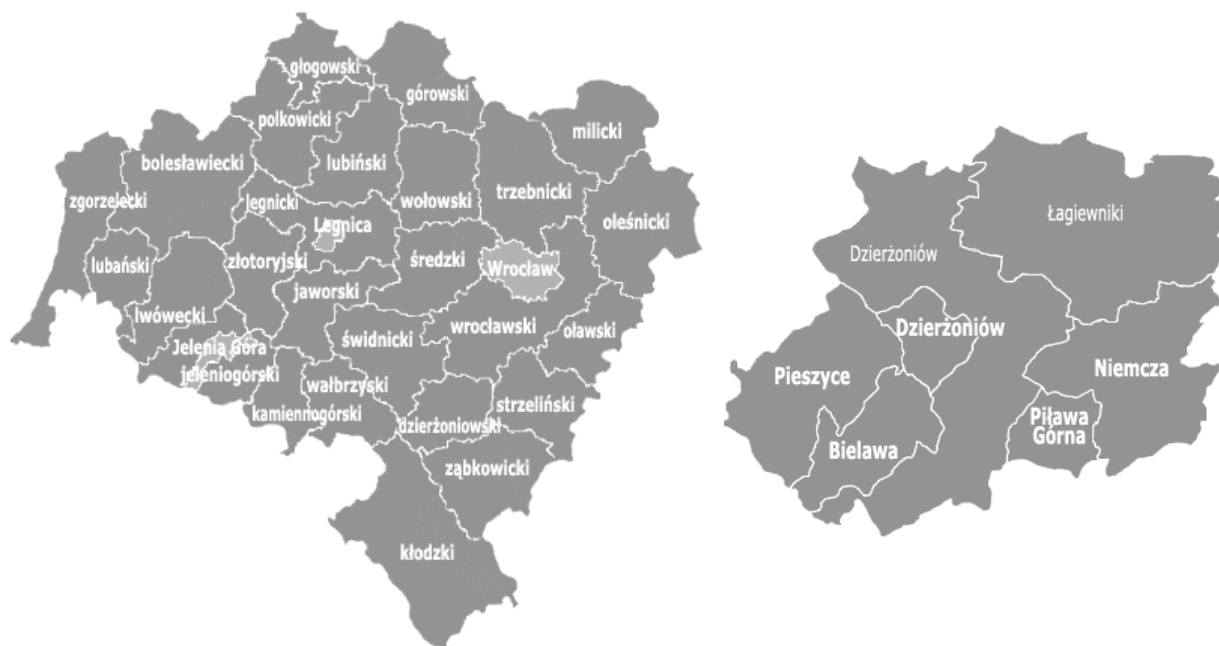 głogowski
górowski
polkowicki
milicki
bolesławiecki
lubiński
zgorzelecki
legnicki
wołowski
trzebnicki
oleśnicki
Legnica
lubański
złotoryjski
średzki
Wrocław
jaworski
lwówecki
świdnicki
wrocławski
oławski
Jelenia Góra
jeleniogórski
wałbrzyski
kamiennogórski
dzierżoniowski
strzeliński
ząbkowicki
kłodzki
Łagiewniki
Dzierżoniów
Dzierżoniów
Pieszyce
Niemcza
Piława
Górna
Bielawa